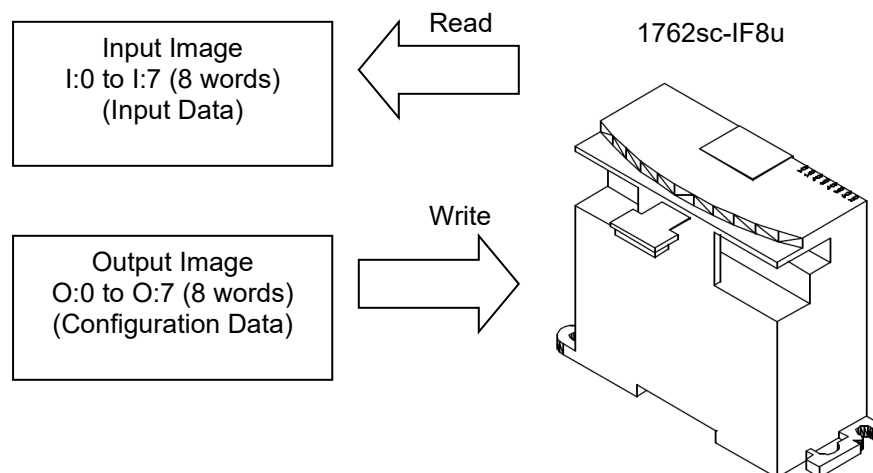 Read
1762sc-IF8u
Input Image
I:0 to I:7 (8 words)
(Input Data)
Write
Output Image
O:0 to O:7 (8 words)
(Configuration Data)